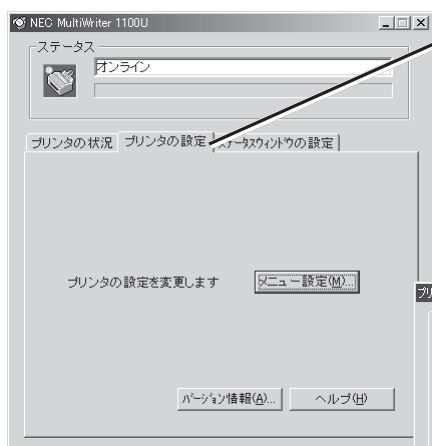 NEC MultiWriter 1100U
ステータス
オンライン
プリンタの状況 プリンタの設定 ステータスウィンドウの設定
プリンタの設定を変更します メニュー設定(M)...
プリ
バージョン情報(A)... ヘルプ(H)